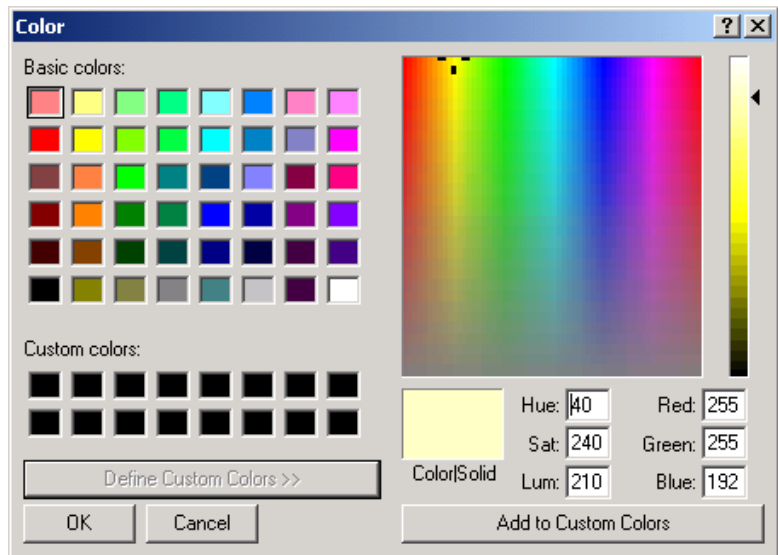 Color
Basic colors:
Custom colors:
Define Custom Colors >>
OK
Cancel
Color|Solid
Hue: 40
Sat: 240
Lum: 210
Red: 255
Green: 255
Blue: 192
Add to Custom Colors